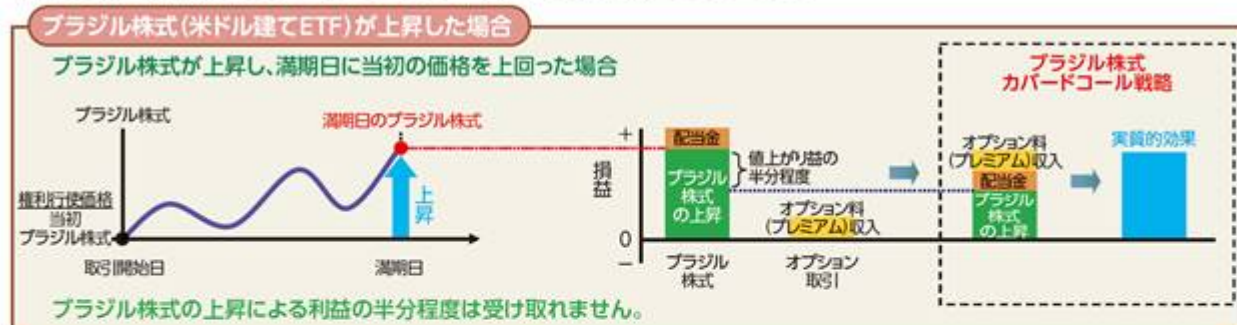 ブラジル株式(米ドル建てETF)が上昇した場合
ブラジル株式が上昇し、満期日に当初の価格を上回った場合
ブラジル株式
満期日のブラジル株式
権利行使価格
当初
ブラジル株式
上昇
取引開始日
満期日
損益
+
0
−
配当金
ブラジル
株式
の上昇
値上がり益の
半分程度
オプション料
(プレミアム)収入
ブラジル
株式
オプション
取引
ブラジル株式
カバードコール戦略
オプション料
(プレミアム)収入
配当金
ブラジル
株式
の上昇
実質的効果
ブラジル株式の上昇による利益の半分程度は受け取れません。